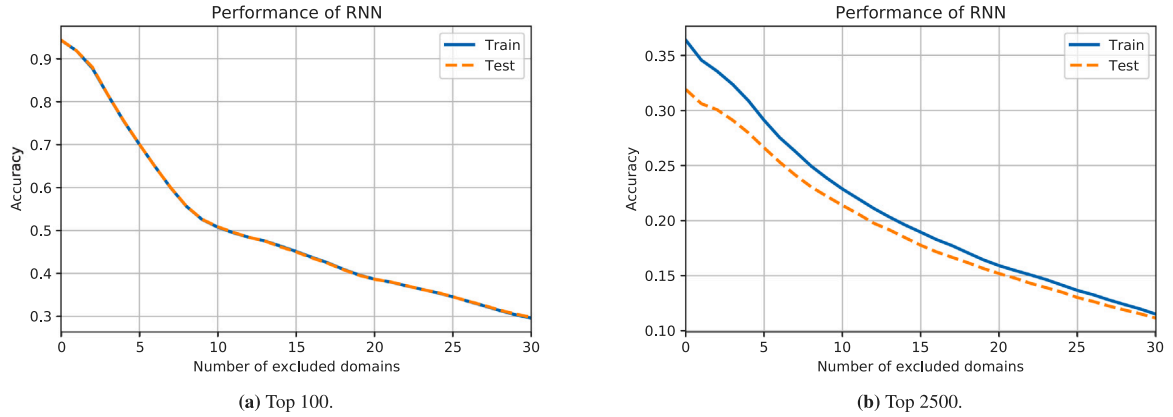 Performance of RNN
Train
Test
0.9
0.8
0.7
0.6
0.5
0.4
0.3
Accuracy
0 5 10 15 20 25 30
Number of excluded domains
(a) Top 100.
Performance of RNN
Train
Test
0.35
0.30
0.25
0.20
0.15
0.10
Accuracy
0 5 10 15 20 25 30
Number of excluded domains
(b) Top 2500.